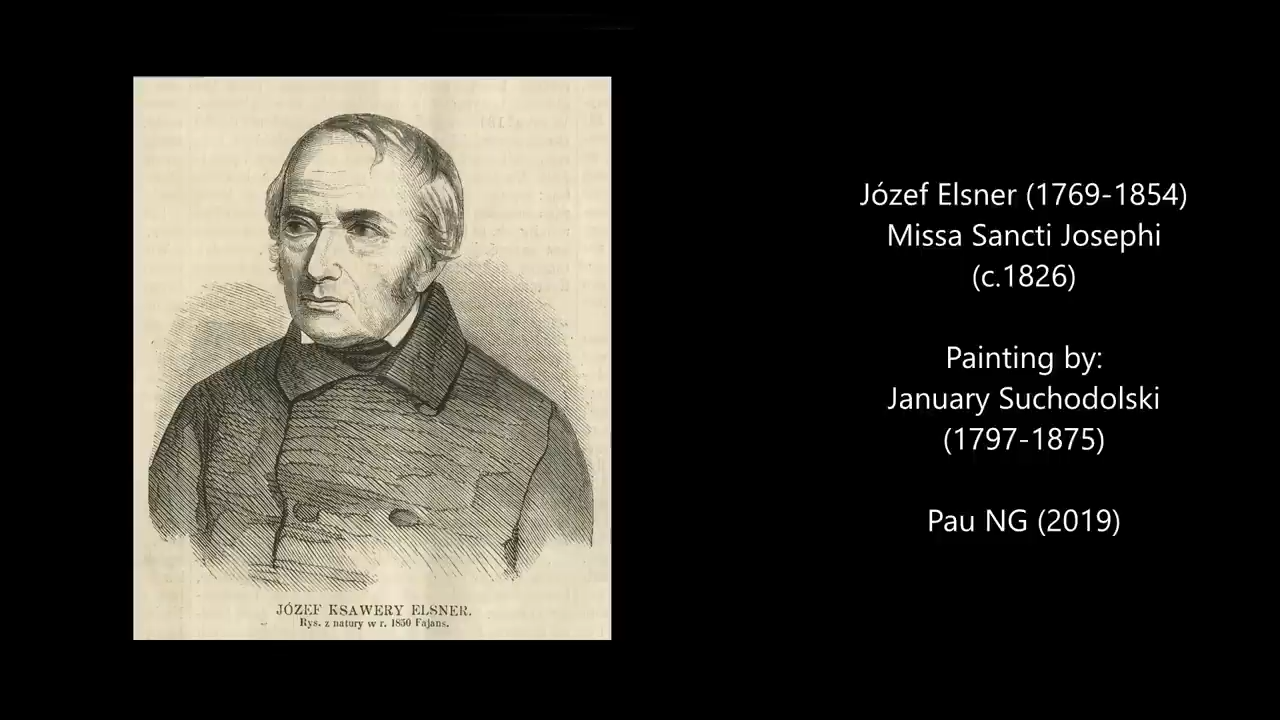 Józef Elsner (1769-1854)
Missa Sancti Josephi
(c.1826)
Painting by:
January Suchodolski
(1797-1875)
Pau NG (2019)
JÓZEF KSAWERY ELSNER.
Rys. z natury w r. 1850 Fajans.